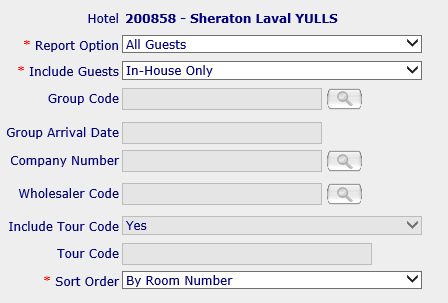 Hotel 200858 - Sheraton Laval YULLS
* Report Option All Guests
* Include Guests In-House Only
Group Code
Group Arrival Date
Company Number
Wholesaler Code
Include Tour Code Yes
Tour Code
* Sort Order By Room Number